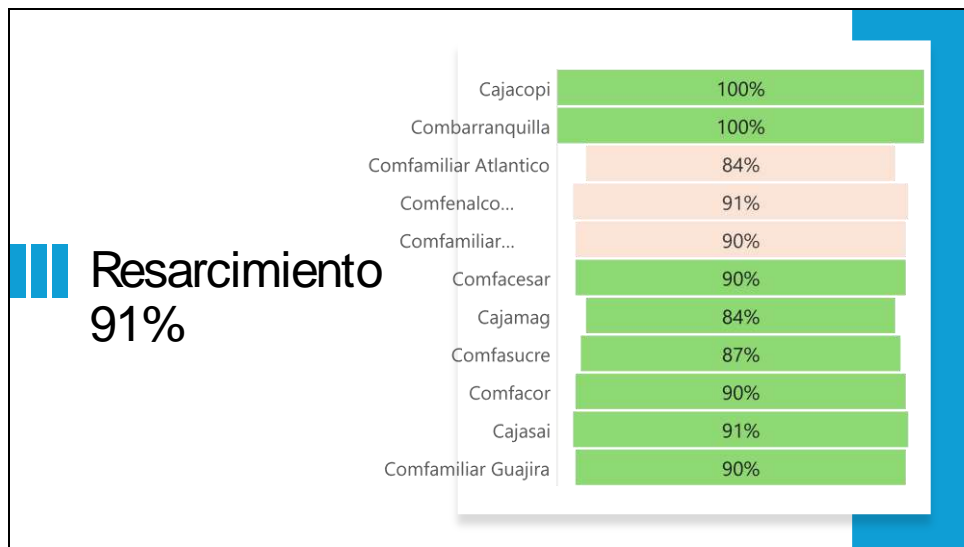 Resarcimiento
91%
Cajacopi 100%
Combarranquilla 100%
Comfamiliar Atlantico 84%
Comfenalco... 91%
Comfamiliar... 90%
Comfacesar 90%
Cajamag 84%
Comfasucre 87%
Comfacor 90%
Cajasai 91%
Comfamiliar Guajira 90%